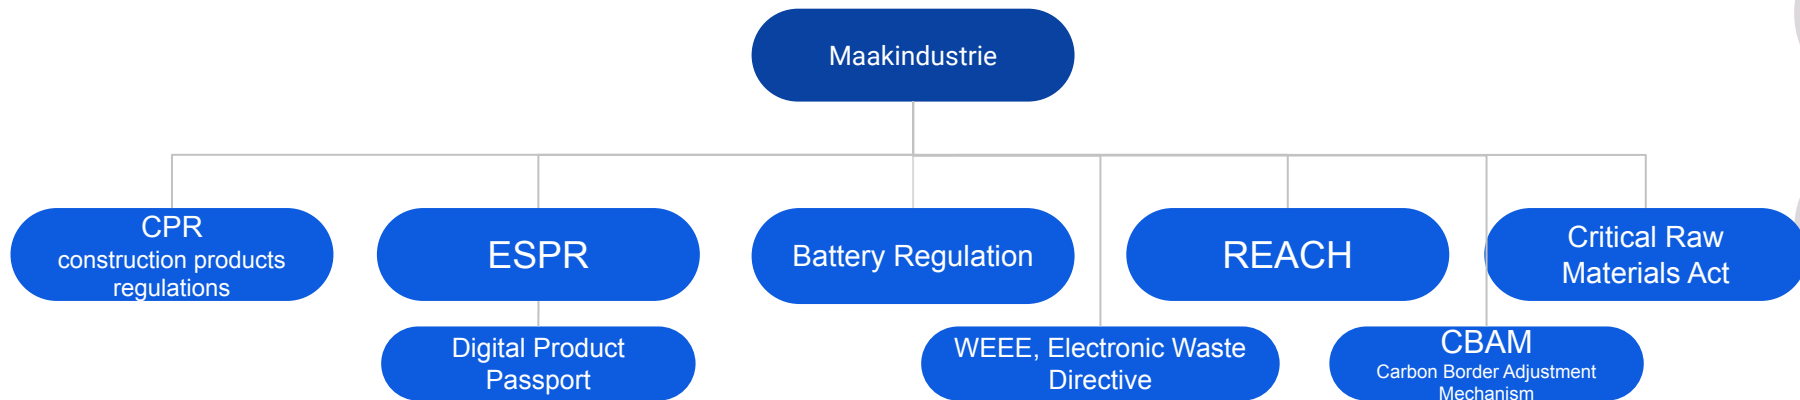 Maakindustrie
CPR
construction products
regulations
ESPR
Battery Regulation
REACH
Critical Raw
Materials Act
Digital Product
Passport
WEEE, Electronic Waste
Directive
CBAM
Carbon Border Adjustment
Mechanism